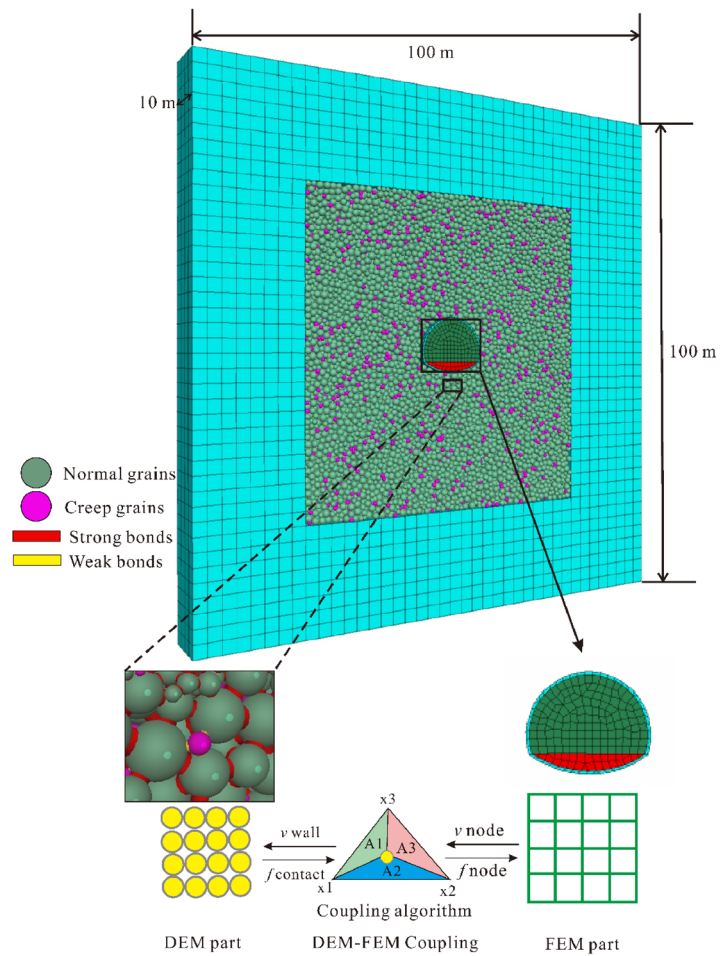 100 m
10 m
100 m
Normal grains
Creep grains
Strong bonds
Weak bonds
x3
v wall
v node
A1
A3
A2
f contact
f node
x1
x2
Coupling algorithm
DEM part
DEM-FEM Coupling
FEM part